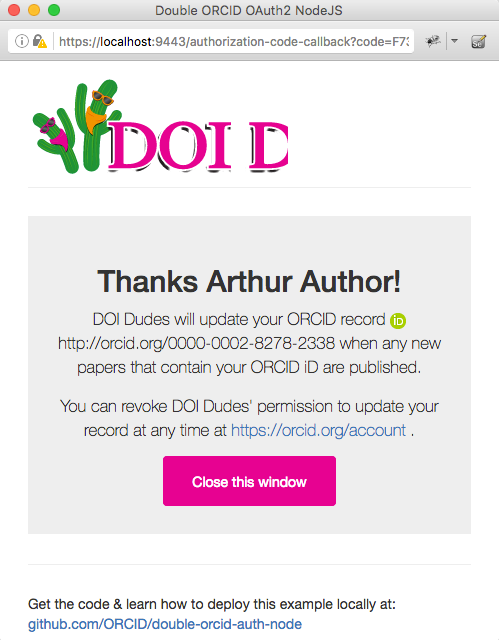 Double ORCID OAuth2 NodeJS
https://localhost:9443/authorization-code-callback?code=F73
DOI D
Thanks Arthur Author!
DOI Dudes will update your ORCID record iD
http://orcid.org/0000-0002-8278-2338 when any new
papers that contain your ORCID iD are published.
You can revoke DOI Dudes' permission to update your
record at any time at https://orcid.org/account .
Close this window
Get the code & learn how to deploy this example locally at:
github.com/ORCID/double-orcid-auth-node